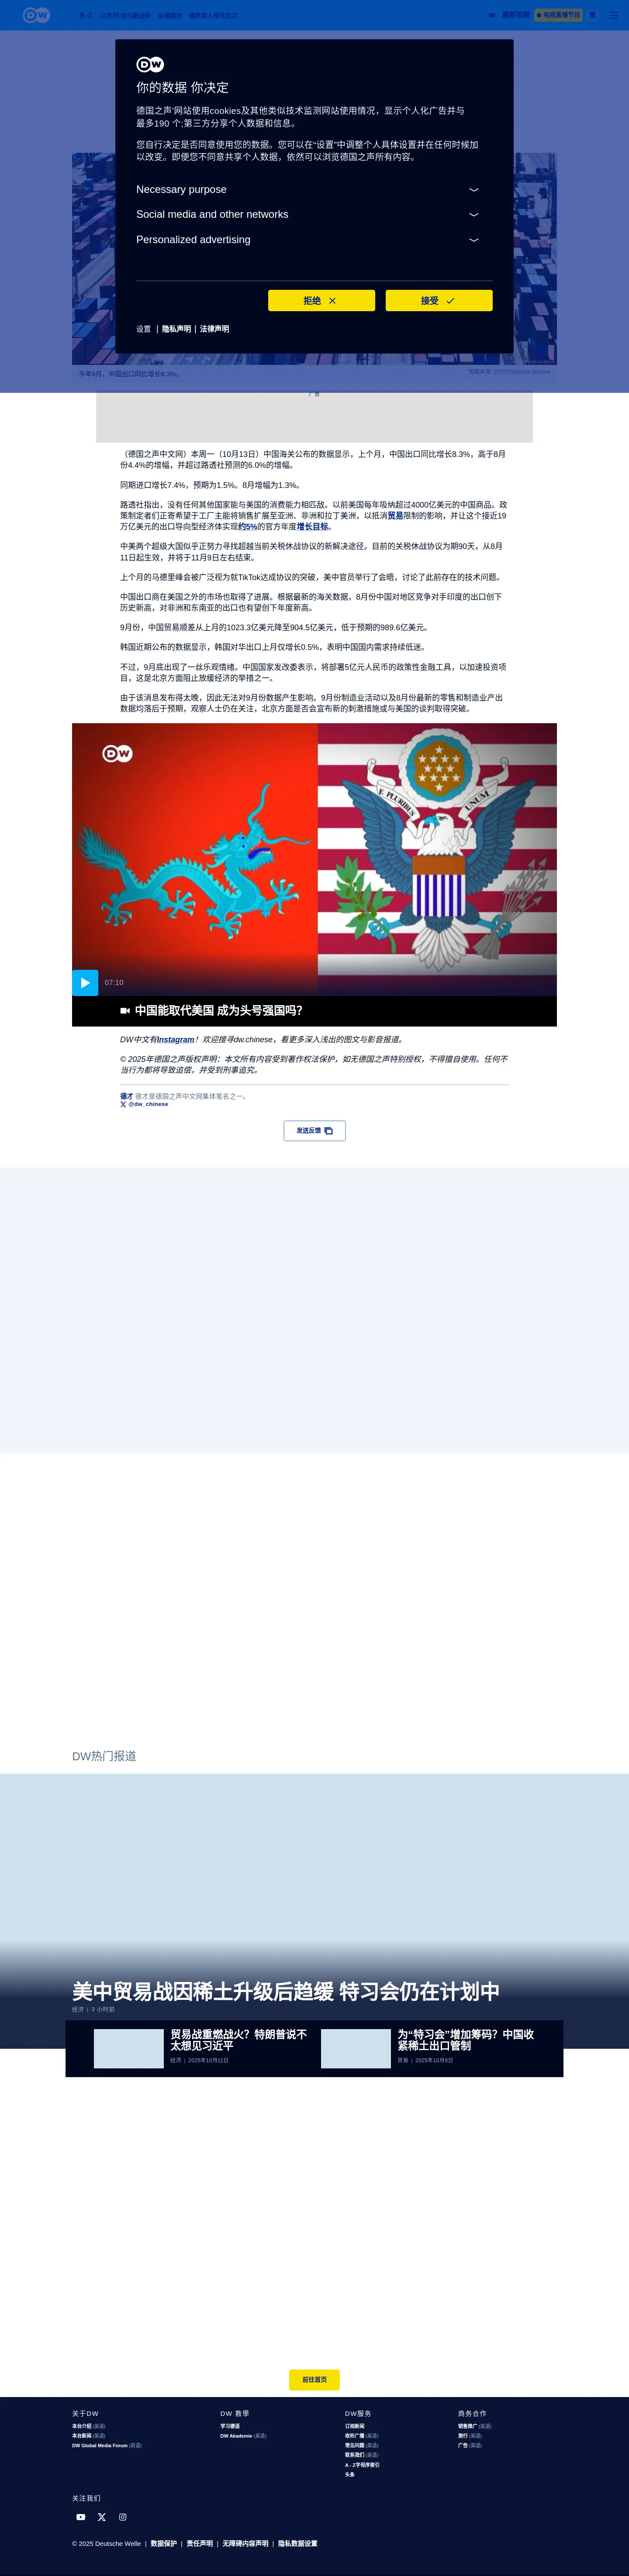 DW
热点
以色列-哈马斯战争
台海局势
俄罗斯入侵乌克兰
最新视频
电视直播节目
繁
DW
你的数据 你决定
德国之声'网站使用cookies及其他类似技术监测网站使用情况，显示个人化广告并与
最多190 个;第三方分享个人数据和信息。
您自行决定是否同意使用您的数据。您可以在“设置”中调整个人具体设置并在任何时候加
以改变。即便您不同意共享个人数据，依然可以浏览德国之声所有内容。
Necessary purpose
Social media and other networks
Personalized advertising
拒绝
接受
设置 | 隐私声明 | 法律声明
今年9月，中国出口同比增长8.3%。
图像来源: CFOTO/picture alliance
广告
（德国之声中文网）本周一（10月13日）中国海关公布的数据显示，上个月，中国出口同比增长8.3%，高于8月
份4.4%的增幅，并超过路透社预测的6.0%的增幅。
同期进口增长7.4%，预期为1.5%。8月增幅为1.3%。
路透社指出，没有任何其他国家能与美国的消费能力相匹敌。以前美国每年吸纳超过4000亿美元的中国商品。政
策制定者们正寄希望于工厂主能将销售扩展至亚洲、非洲和拉丁美洲，以抵消贸易限制的影响，并让这个接近19
万亿美元的出口导向型经济体实现约5%的官方年度增长目标。
中美两个超级大国似乎正努力寻找超越当前关税休战协议的新解决途径。目前的关税休战协议为期90天，从8月
11日起生效，并将于11月9日左右结束。
上个月的马德里峰会被广泛视为就TikTok达成协议的突破，美中官员举行了会晤，讨论了此前存在的技术问题。
中国出口商在美国之外的市场也取得了进展。根据最新的海关数据，8月份中国对地区竞争对手印度的出口创下
历史新高，对非洲和东南亚的出口也有望创下年度新高。
9月份，中国贸易顺差从上月的1023.3亿美元降至904.5亿美元，低于预期的989.6亿美元。
韩国近期公布的数据显示，韩国对华出口上月仅增长0.5%，表明中国国内需求持续低迷。
不过，9月底出现了一丝乐观情绪。中国国家发改委表示，将部署5亿元人民币的政策性金融工具，以加速投资项
目，这是北京方面阻止放缓经济的举措之一。
由于该消息发布得太晚，因此无法对9月份数据产生影响。9月份制造业活动以及8月份最新的零售和制造业产出
数据均落后于预期，观察人士仍在关注，北京方面是否会宣布新的刺激措施或与美国的谈判取得突破。
DW
E PLURIBUS UNUM
07:10
中国能取代美国 成为头号强国吗?
DW中文有Instagram！欢迎搜寻dw.chinese，看更多深入浅出的图文与影音报道。
© 2025年德国之声版权声明：本文所有内容受到著作权法保护，如无德国之声特别授权，不得擅自使用。任何不
当行为都将导致追偿，并受到刑事追究。
德才 德才是德国之声中文网集体笔名之一。
@dw_chinese
发送反馈
DW热门报道
美中贸易战因稀土升级后趋缓 特习会仍在计划中
经济 | 3 小时前
贸易战重燃战火？特朗普说不
太想见习近平
经济 | 2025年10月11日
为“特习会”增加筹码？中国收
紧稀土出口管制
贸易 | 2025年10月9日
前往首页
关于DW
本台介绍 (英语)
本台新闻 (英语)
DW Global Media Forum (英语)
DW 教學
学习德语
DW Akademie (英语)
DW服务
订阅新闻
收听广播 (英语)
常见问题 (英语)
联系我们 (英语)
A - Z字母序索引
头条
商务合作
销售推广 (英语)
旅行 (英语)
广告 (英语)
关注我们
© 2025 Deutsche Welle | 数据保护 | 责任声明 | 无障碍内容声明 | 隐私数据设置